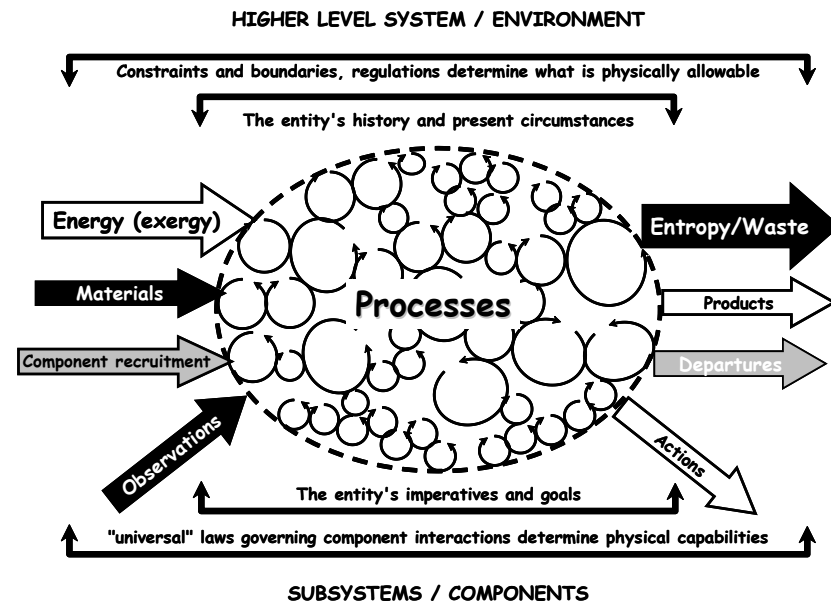 HIGHER LEVEL SYSTEM / ENVIRONMENT
Constraints and boundaries, regulations determine what is physically allowable
The entity's history and present circumstances
Energy (exergy)
Entropy/Waste
Materials
Processes
Products
Component recruitment
Departures
Observations
Actions
The entity's imperatives and goals
"universal" laws governing component interactions determine physical capabilities
SUBSYSTEMS / COMPONENTS